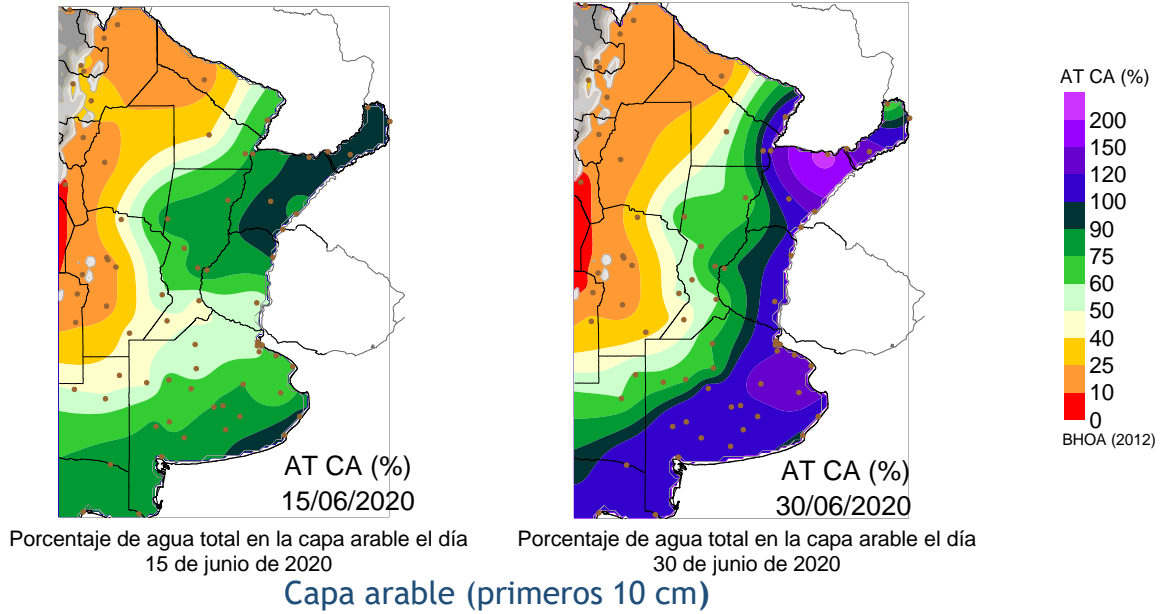 AT CA (%)
200
150
120
100
90
75
60
50
40
25
10
0
BHOA (2012)
AT CA (%)
15/06/2020
AT CA (%)
30/06/2020
Porcentaje de agua total en la capa arable el día
15 de junio de 2020
Porcentaje de agua total en la capa arable el día
30 de junio de 2020
Capa arable (primeros 10 cm)